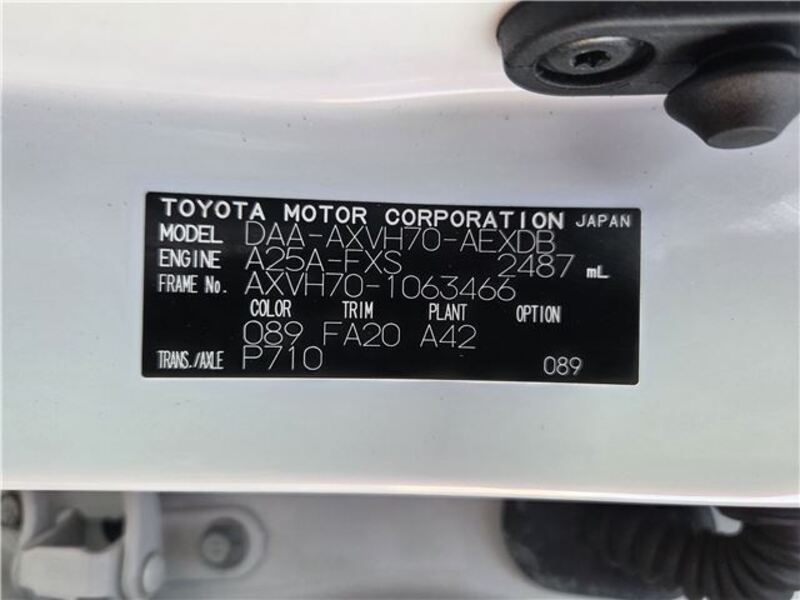 TOYOTA MOTOR CORPORATION JAPAN
MODEL DAA-AXVH70-AEXDB
ENGINE A25A-FXS 2487 mL
FRAME No. AXVH70-1063466
COLOR TRIM PLANT OPTION
089 FA20 A42
TRANS./AXLE P710 089